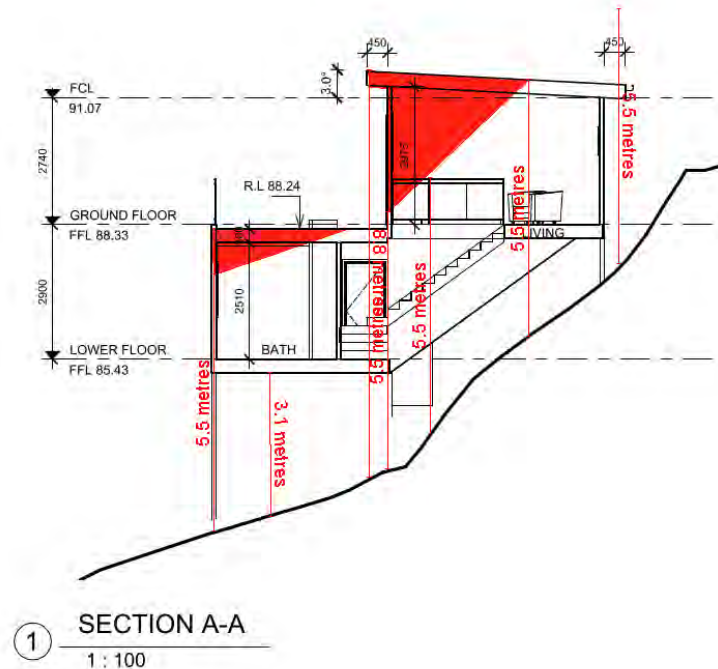 450
450
3.0°
FCL
91.07
2740
R.L 88.24
GROUND FLOOR
FFL 88.33
LIVING
2900
2510
LOWER FLOOR
FFL 85.43
BATH
5.5 metres
3.1 metres
5.5 metres
8.8 metres
5.5 metres
5.5 metres
5.5 metres
1
SECTION A-A
1 : 100